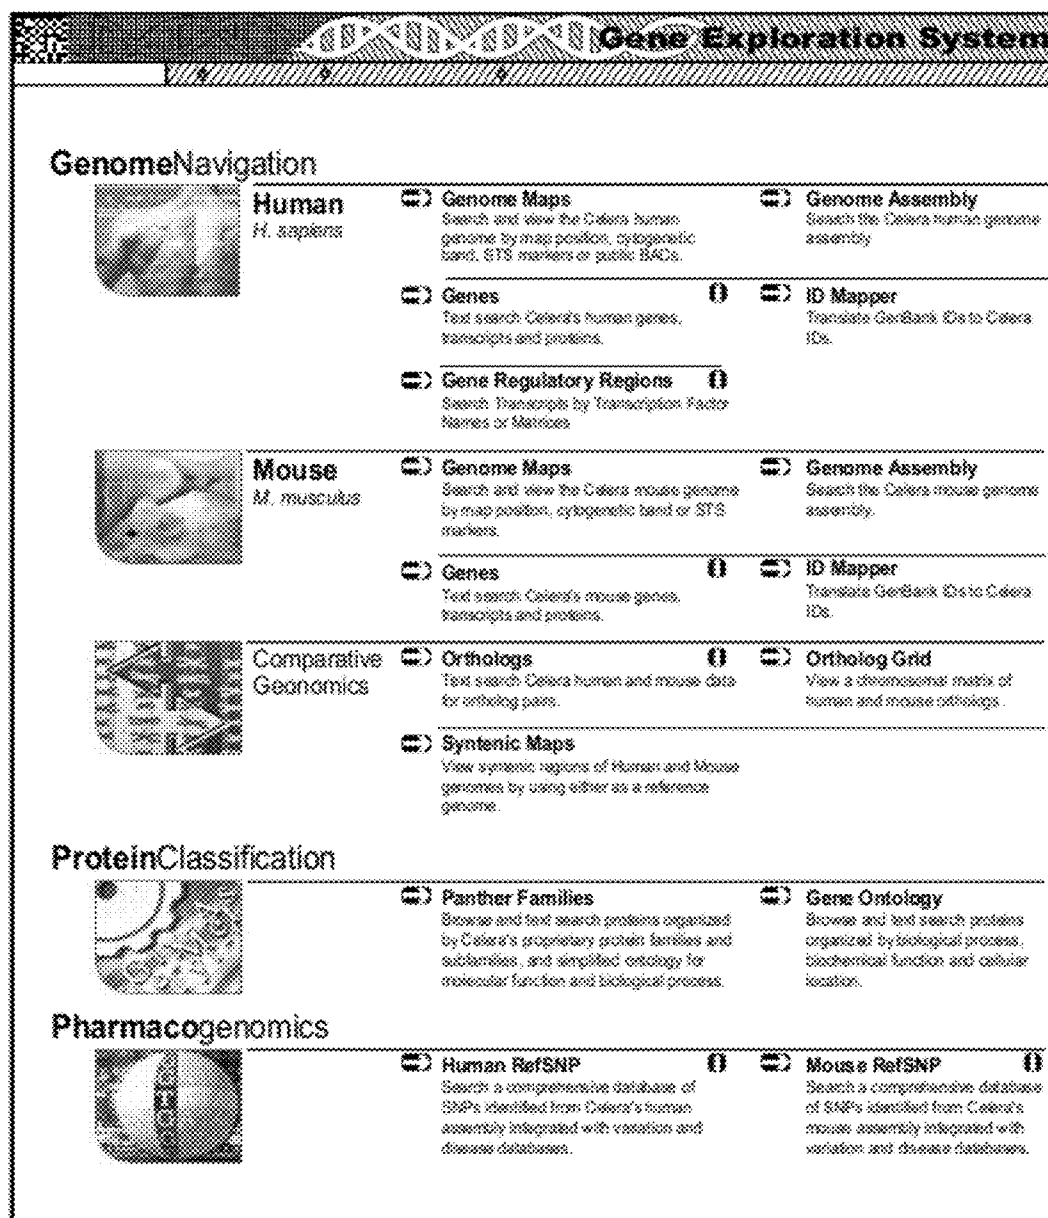 Gene Exploration System
GenomeNavigation
Human
H. sapiens
Genome Maps
Search and view the Celera human
genome by map position, cytogenetic
band, STS markers or public BACs.
Genome Assembly
Search the Celera human genome
assembly
Genes
Text search Celera's human genes,
transcripts and proteins.
ID Mapper
Translate GenBank IDs to Celera
IDs.
Gene Regulatory Regions
Search Transcripts by Transcription Factor
Names or Matrices
Mouse
M. musculus
Genome Maps
Search and view the Celera mouse genome
by map position, cytogenetic band or STS
markers.
Genome Assembly
Search the Celera mouse genome
assembly.
Genes
Text search Celera's mouse genes,
transcripts and proteins.
ID Mapper
Translate GenBank IDs to Celera
IDs.
Comparative
Geonomics
Orthologs
Text search Celera human and mouse data
for ortholog pairs.
Ortholog Grid
View a chromosomal matrix of
human and mouse orthologs.
Syntenic Maps
View syntenic regions of Human and Mouse
genomes by using either as a reference
genome.
ProteinClassification
Panther Families
Browse and text search proteins organized
by Celera's proprietary protein families and
subfamilies, and simplified ontology for
molecular function and biological process.
Gene Ontology
Browse and text search proteins
organized by biological process,
biochemical function and cellular
location.
Pharmacogenomics
Human RefSNP
Search a comprehensive database of
SNPs identified from Celera's human
assembly integrated with variation and
disease databases.
Mouse RefSNP
Search a comprehensive database
of SNPs identified from Celera's
mouse assembly integrated with
variation and disease databases.